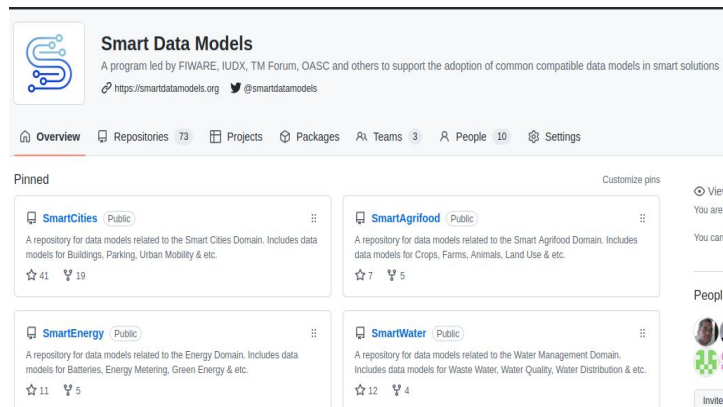 Smart Data Models
A program led by FIWARE, IUDX, TM Forum, OASC and others to support the adoption of common compatible data models in smart solutions
https://smartdatamodels.org @smartdatamodels
Overview Repositories 73 Projects Packages Teams 3 People 10 Settings
Pinned Customize pins
SmartCities Public
A repository for data models related to the Smart Cities Domain. Includes data
models for Buildings, Parking, Urban Mobility & etc.
41 19
SmartAgrifood Public
A repository for data models related to the Smart Agrifood Domain. Includes
data models for Crops, Farms, Animals, Land Use & etc.
7 5
SmartEnergy Public
A repository for data models related to the Energy Domain. Includes data
models for Batteries, Energy Metering, Green Energy & etc.
11 5
SmartWater Public
A repository for data models related to the Water Management Domain.
Includes data models for Waste Water, Water Quality, Water Distribution & etc.
12 4
You are
You can
Invite